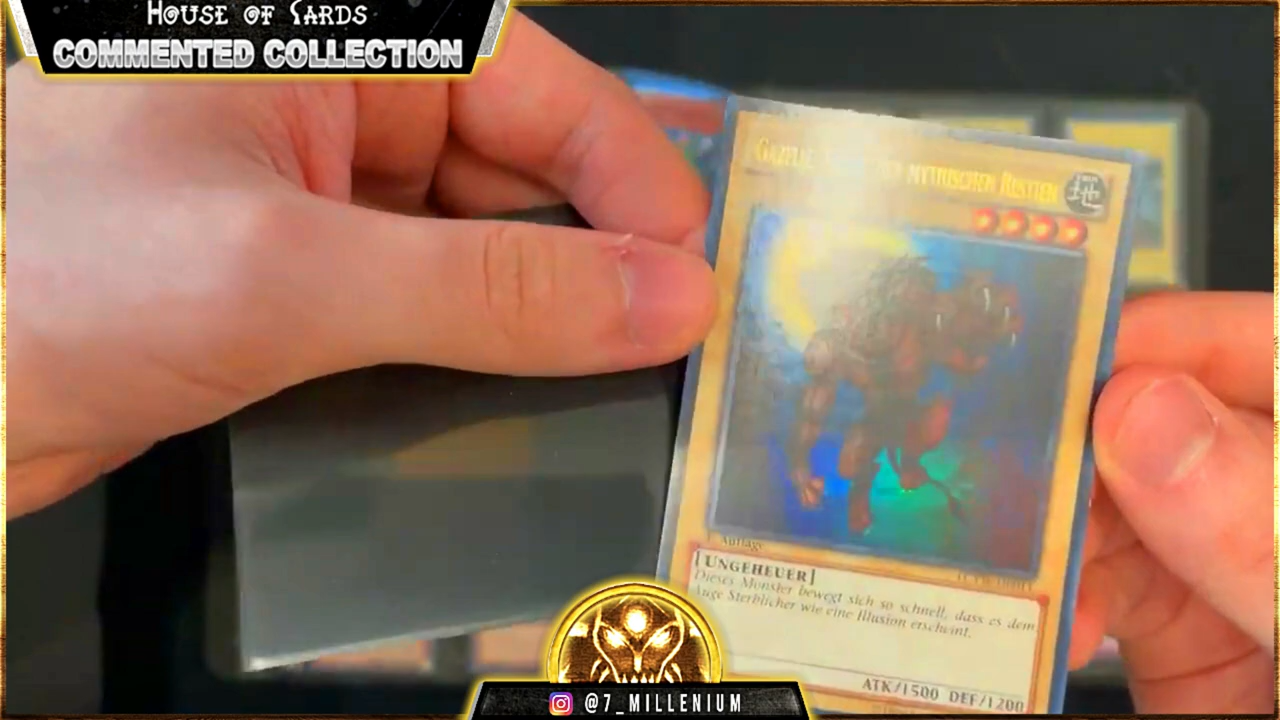 House of Cards
COMMENTED COLLECTION
MYTHISCHEN BESTIEN
Auflage
[UNGEHEUER]
Dieses Monster bewegt sich so schnell, dass es dem
Auge Sterblicher wie eine Illusion erscheint.
ATK/1500 DEF/1200
@7_MILLENIUM